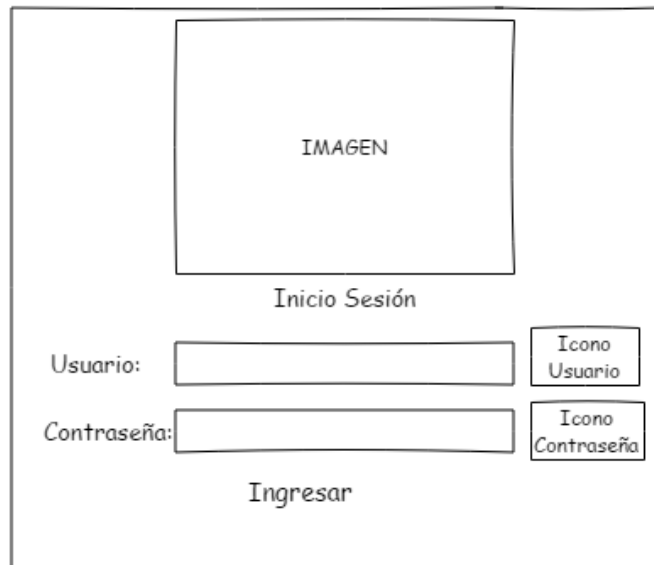 IMAGEN
Inicio Sesión
Usuario:
Icono
Usuario
Contraseña:
Icono
Contraseña
Ingresar